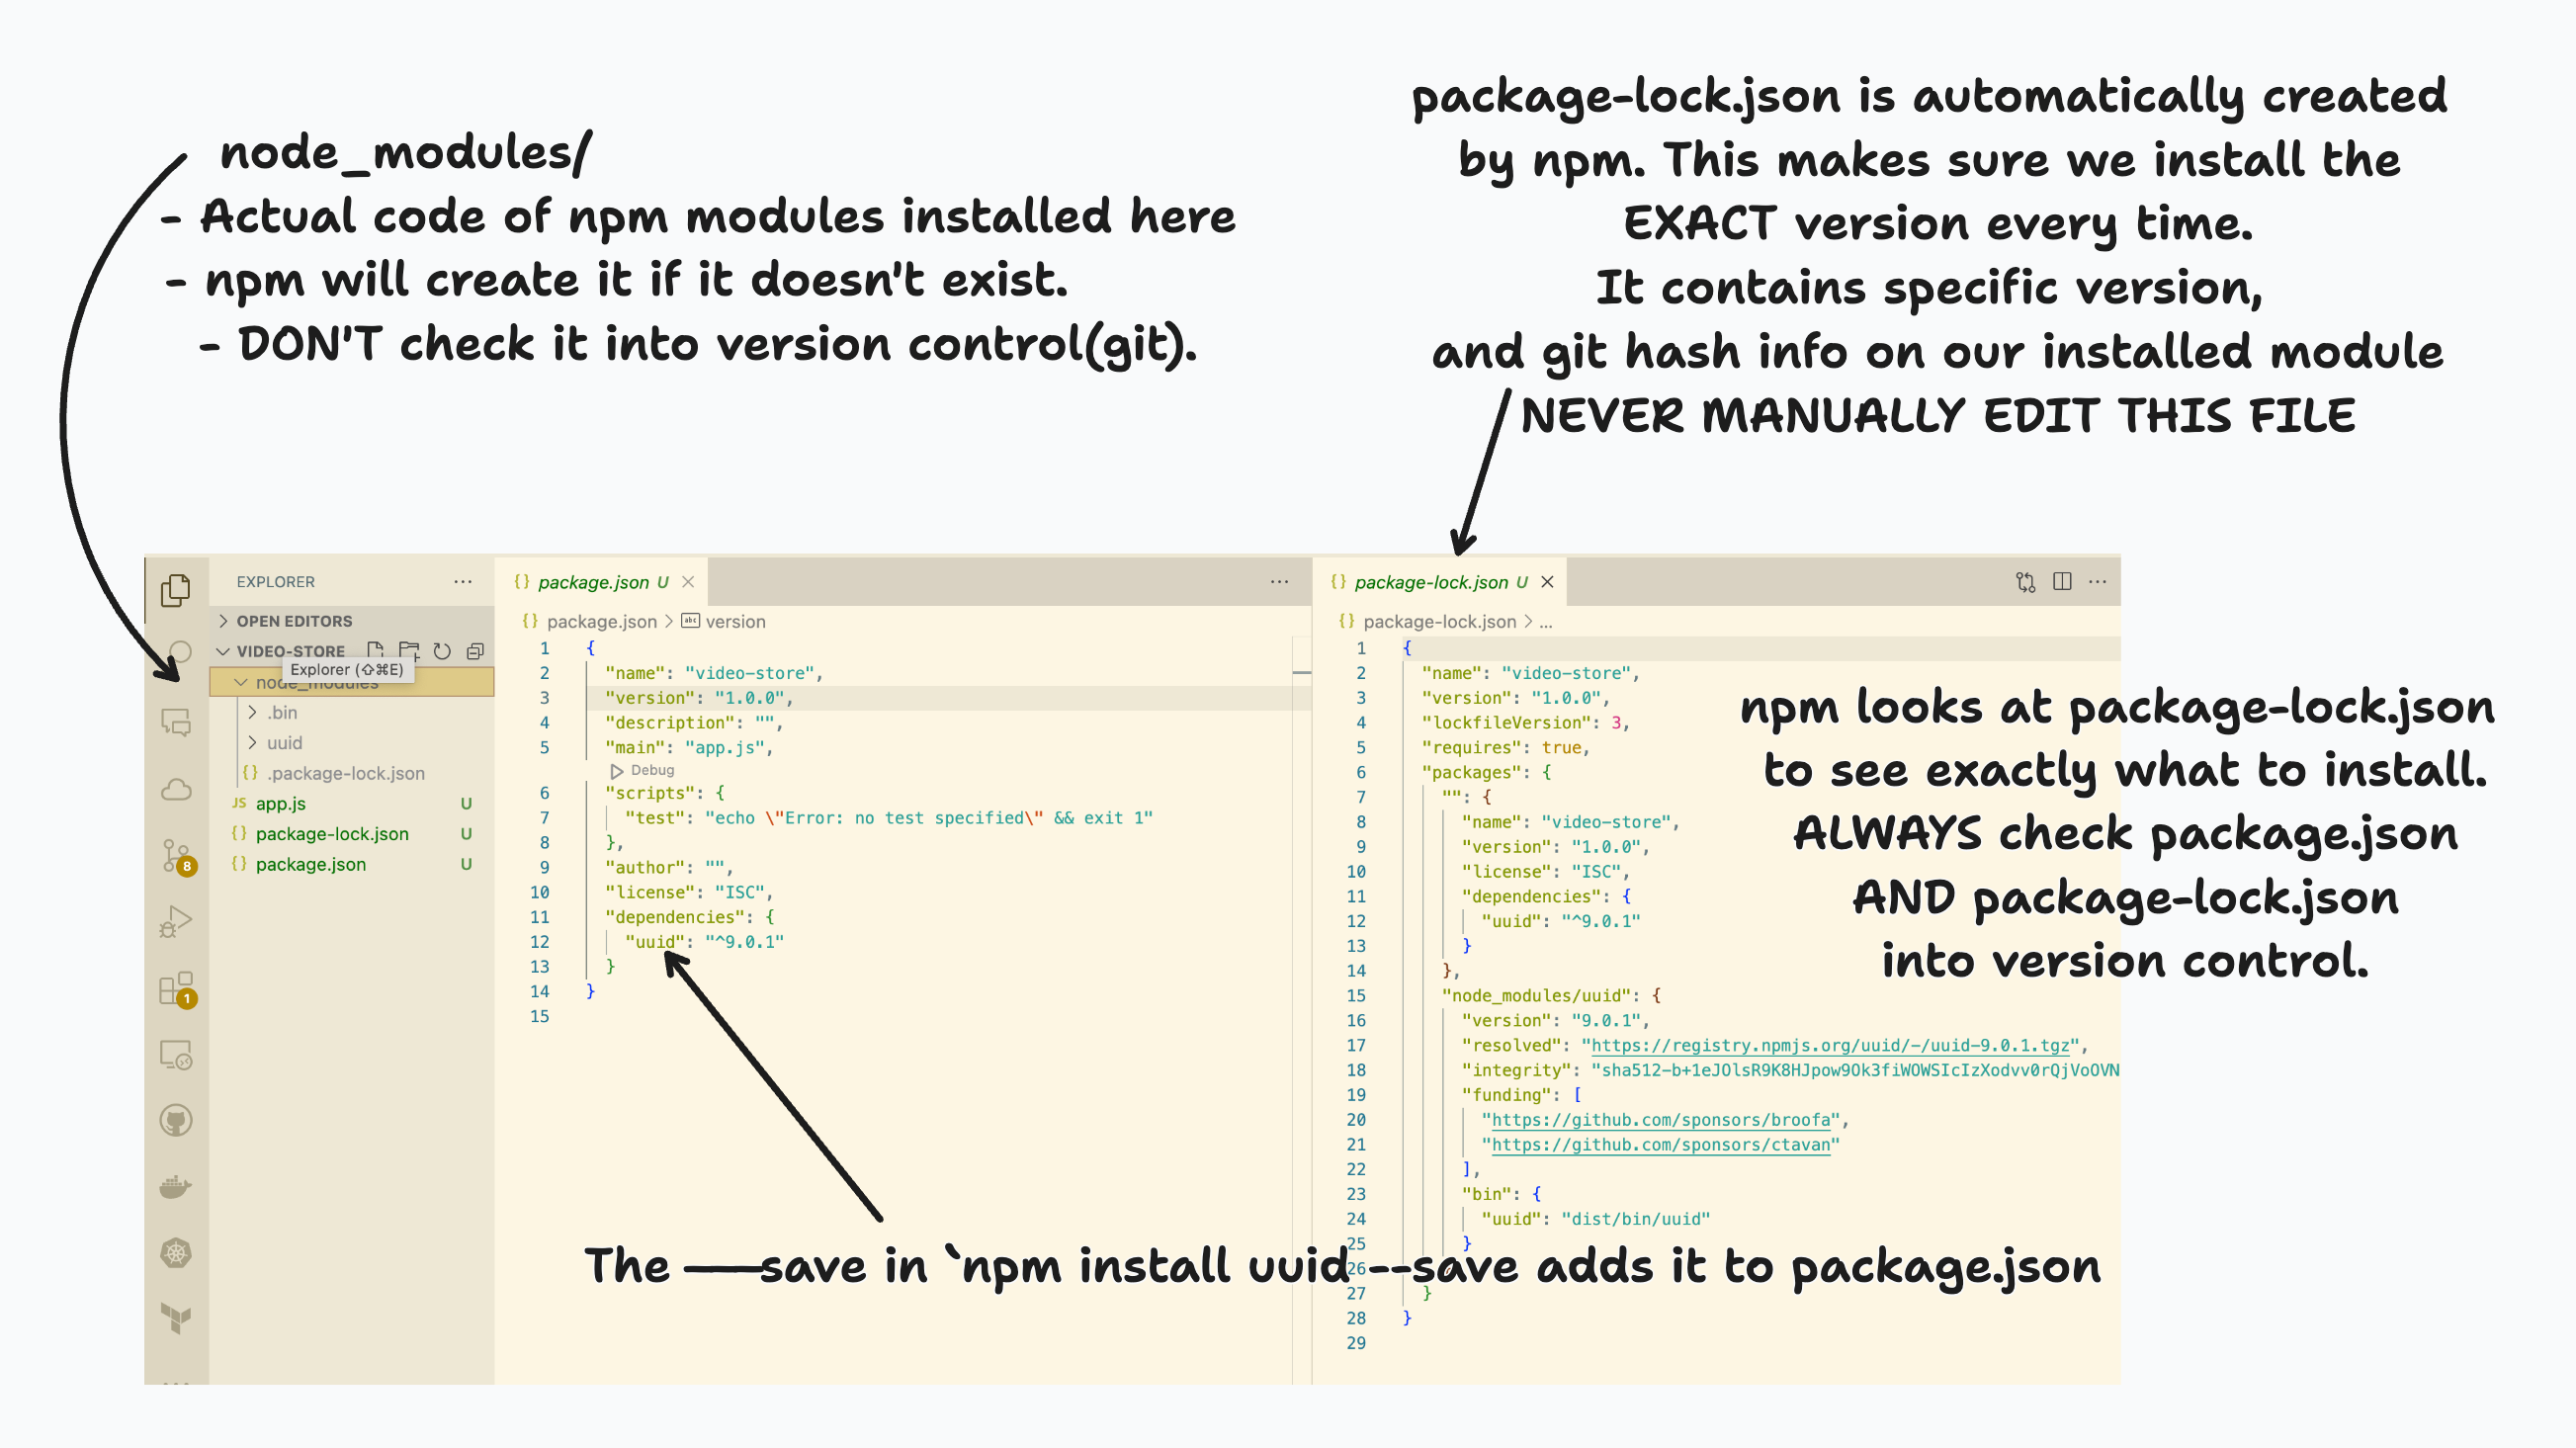 node_modules/
- Actual code of npm modules installed here
- npm will create it if it doesn't exist.
- DON'T check it into version control(git).
package-lock.json is automatically created
by npm. This makes sure we install the
EXACT version every time.
It contains specific version,
and git hash info on our installed module
NEVER MANUALLY EDIT THIS FILE
EXPLORER
OPEN EDITORS
VIDEO-STORE
Explorer (⇧⌘E)
node_modules
.bin
uuid
{} .package-lock.json
JS app.js U
{} package-lock.json U
{} package.json U
8
1
{} package.json U
{} package.json > abc version
1 {
2 "name": "video-store",
3 "version": "1.0.0",
4 "description": "",
5 "main": "app.js",
Debug
6 "scripts": {
7 "test": "echo \"Error: no test specified\" && exit 1"
8 },
9 "author": "",
10 "license": "ISC",
11 "dependencies": {
12 "uuid": "^9.0.1"
13 }
14 }
15
{} package-lock.json U
{} package-lock.json > ...
1 {
2 "name": "video-store",
3 "version": "1.0.0",
4 "lockfileVersion": 3,
5 "requires": true,
6 "packages": {
7 "": {
8 "name": "video-store",
9 "version": "1.0.0",
10 "license": "ISC",
11 "dependencies": {
12 "uuid": "^9.0.1"
13 }
14 },
15 "node_modules/uuid": {
16 "version": "9.0.1",
17 "resolved": "https://registry.npmjs.org/uuid/-/uuid-9.0.1.tgz",
18 "integrity": "sha512-b+1eJOlsR9K8HJpow9Ok3fiWOWSIcIzXodvv0rQjVoOVN
19 "funding": [
20 "https://github.com/sponsors/broofa",
21 "https://github.com/sponsors/ctavan"
22 ],
23 "bin": {
24 "uuid": "dist/bin/uuid"
25 }
26
27 }
28 }
29
npm looks at package-lock.json
to see exactly what to install.
ALWAYS check package.json
AND package-lock.json
into version control.
The ——save in `npm install uuid --save adds it to package.json